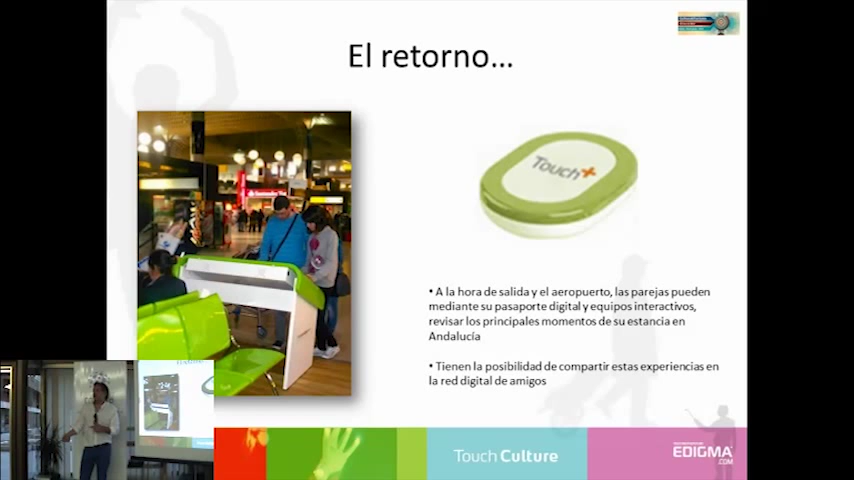 El retorno...
Touch+
• A la hora de salida y el aeropuerto, las parejas pueden
mediante su pasaporte digital y equipos interactivos,
revisar los principales momentos de su estancia en
Andalucía
• Tienen la posibilidad de compartir estas experiencias en
la red digital de amigos
Touch Culture
EDIGMA
.COM